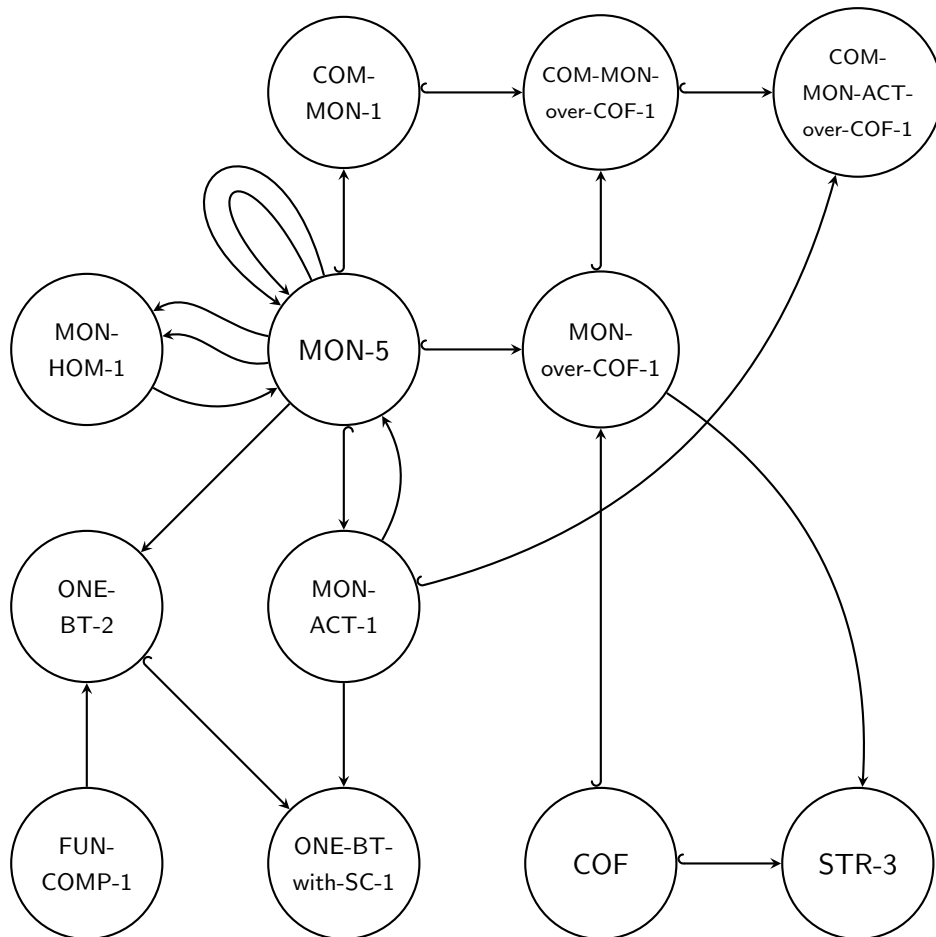 COM-
MON-1
COM-MON-
over-COF-1
COM-
MON-ACT-
over-COF-1
MON-
HOM-1
MON-5
MON-
over-COF-1
ONE-
BT-2
MON-
ACT-1
FUN-
COMP-1
ONE-BT-
with-SC-1
COF
STR-3